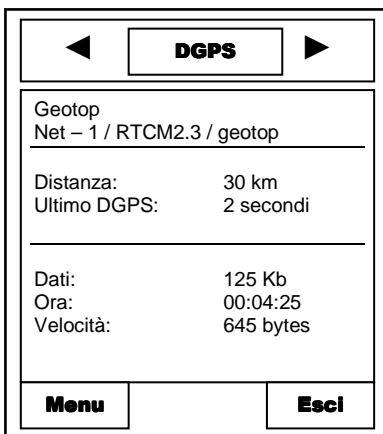 DGPS
Geotop
Net – 1 / RTCM2.3 / geotop
Distanza: 30 km
Ultimo DGPS: 2 secondi
Dati: 125 Kb
Ora: 00:04:25
Velocità: 645 bytes
Menu Esci